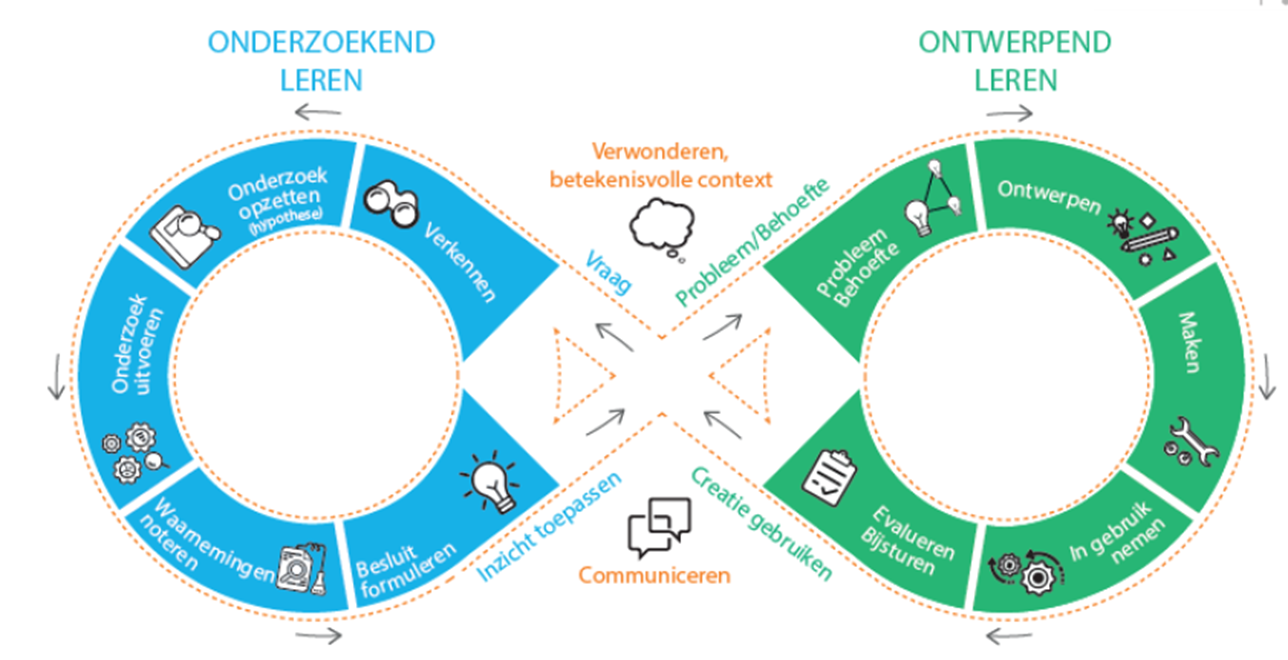 ONDERZOEKEND
LEREN
ONTWERPEND
LEREN
Verwonderen,
betekenisvolle context
Vraag
Probleem/Behoefte
Verkennen
Onderzoek
opzetten
(hypothese)
Onderzoek
uitvoeren
Waarnemingen
noteren
Besluit
formuleren
Inzicht toepassen
Probleem
Behoefte
Ontwerpen
Maken
In gebruik
nemen
Evalueren
Bijsturen
Creatie gebruiken
Communiceren